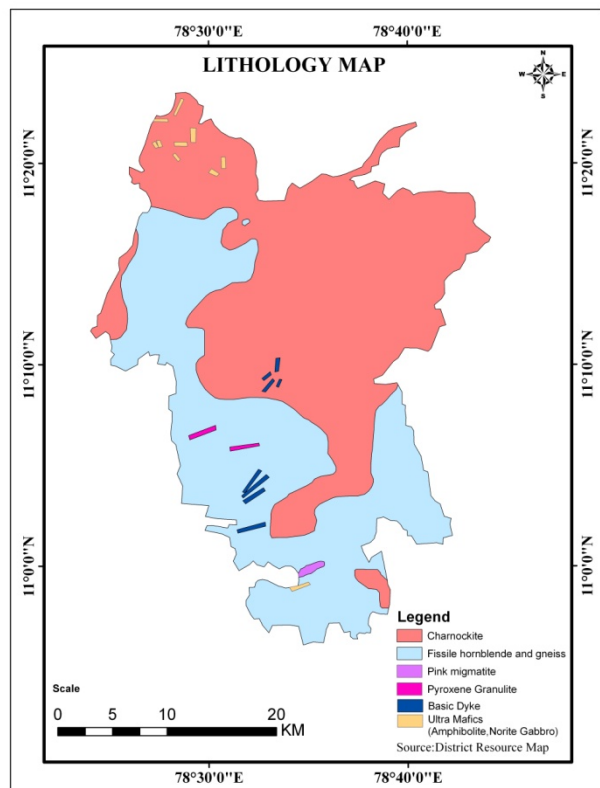 78°30'0"E 78°40'0"E
LITHOLOGY MAP
N
W E
S
11°20'0"N 11°20'0"N
11°10'0"N 11°10'0"N
11°0'0"N 11°0'0"N
Legend
Charnockite
Fissile hornblende and gneiss
Pink migmatite
Pyroxene Granulite
Basic Dyke
Ultra Mafics
(Amphibolite,Norite Gabbro)
Source:District Resource Map
Scale
0 5 10 20
KM
78°30'0"E 78°40'0"E